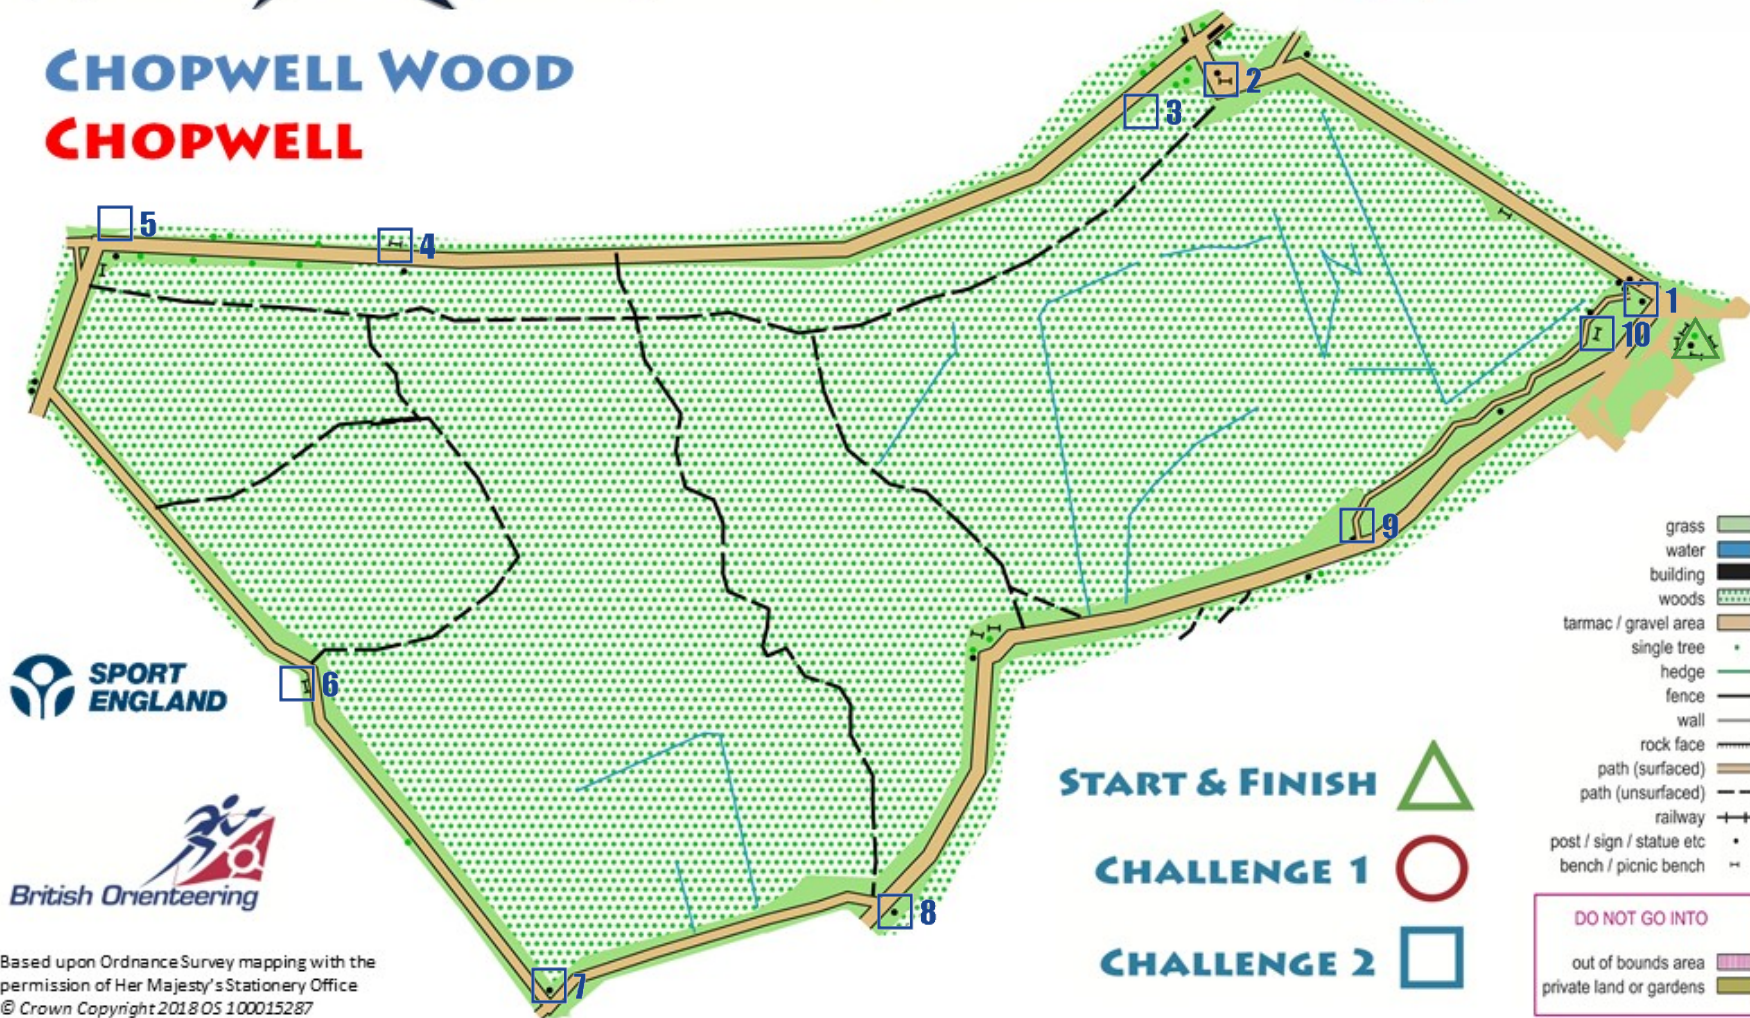 CHOPWELL WOOD
CHOPWELL
2
3
5
4
1
10
9
6
7
8
SPORT
ENGLAND
British Orienteering
Based upon Ordnance Survey mapping with the
permission of Her Majesty's Stationery Office
© Crown Copyright 2018 OS 100015287
START & FINISH
CHALLENGE 1
CHALLENGE 2
grass
water
building
woods
tarmac / gravel area
single tree
hedge
fence
wall
rock face
path (surfaced)
path (unsurfaced)
railway
post / sign / statue etc
bench / picnic bench
DO NOT GO INTO
out of bounds area
private land or gardens